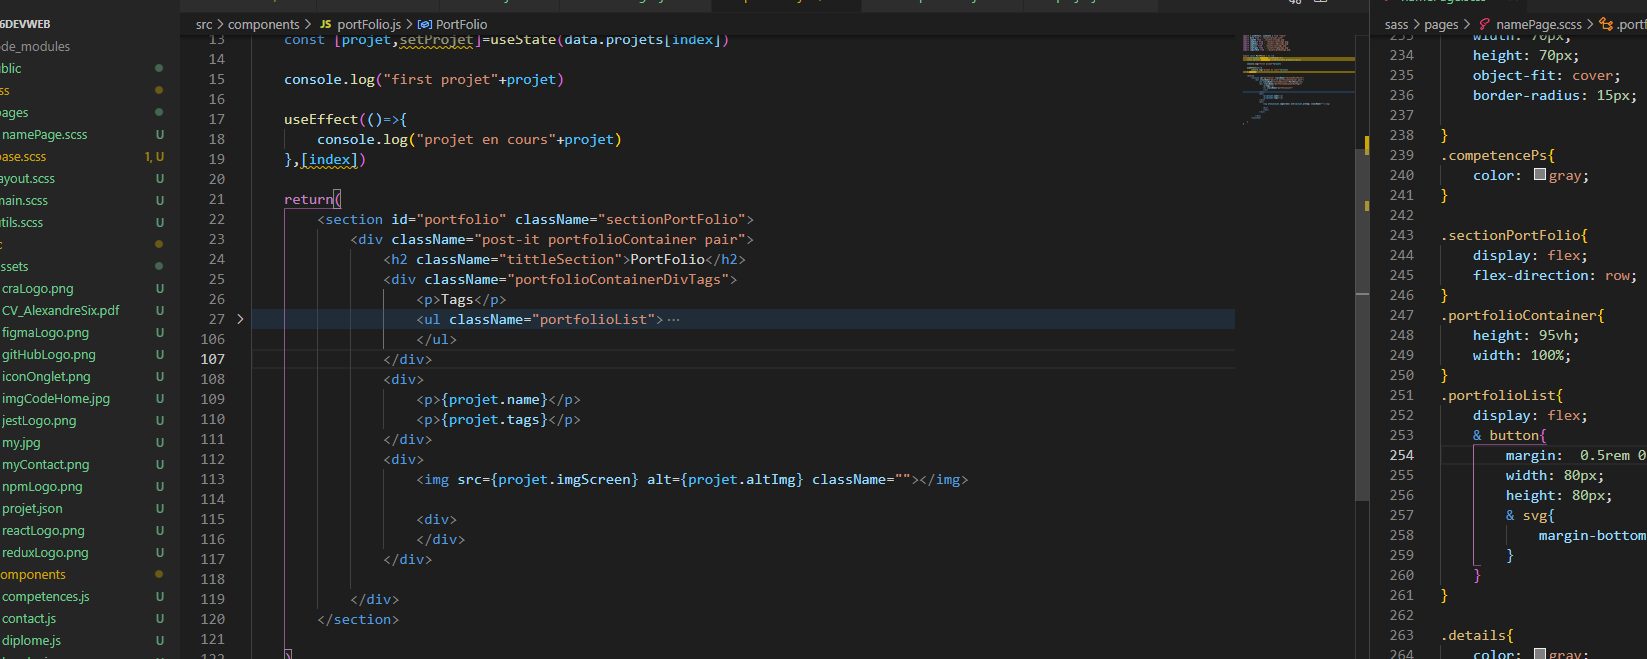 6DEVWEB
ode_modules
blic
ss
pages
namePage.scss U
base.scss 1, U
ayout.scss U
main.scss U
tils.scss U
c
ssets
craLogo.png U
CV_AlexandreSix.pdf U
figmaLogo.png U
gitHubLogo.png U
iconOnglet.png U
imgCodeHome.jpg U
jestLogo.png U
my.jpg U
myContact.png U
npmLogo.png U
projet.json U
reactLogo.png U
reduxLogo.png U
omponents
competences.js U
contact.js U
diplome.js U
src > components > JS portFolio.js > PortFolio
13 const [projet,setProjet]=useState(data.projets[index])
14
15 console.log("first projet"+projet)
16
17 useEffect(()=>{
18 console.log("projet en cours"+projet)
19 },[index])
20
21 return(
22 <section id="portfolio" className="sectionPortFolio">
23 <div className="post-it portfolioContainer pair">
24 <h2 className="tittleSection">PortFolio</h2>
25 <div className="portfolioContainerDivTags">
26 <p>Tags</p>
27 <ul className="portfolioList"> ...
106 </ul>
107 </div>
108 <div>
109 <p>{projet.name}</p>
110 <p>{projet.tags}</p>
111 </div>
112 <div>
113 <img src={projet.imgScreen} alt={projet.altImg} className=""></img>
114
115 <div>
116 </div>
117 </div>
118
119 </div>
120 </section>
121
122 )
sass > pages > namePage.scss > .portf
233 width: 70px;
234 height: 70px;
235 object-fit: cover;
236 border-radius: 15px;
237
238 }
239 .competencePs{
240 color: gray;
241 }
242
243 .sectionPortFolio{
244 display: flex;
245 flex-direction: row;
246 }
247 .portfolioContainer{
248 height: 95vh;
249 width: 100%;
250 }
251 .portfolioList{
252 display: flex;
253 & button{
254 margin: 0.5rem 0
255 width: 80px;
256 height: 80px;
257 & svg{
258 margin-bottom
259 }
260 }
261 }
262
263 .details{
264 color: gray;